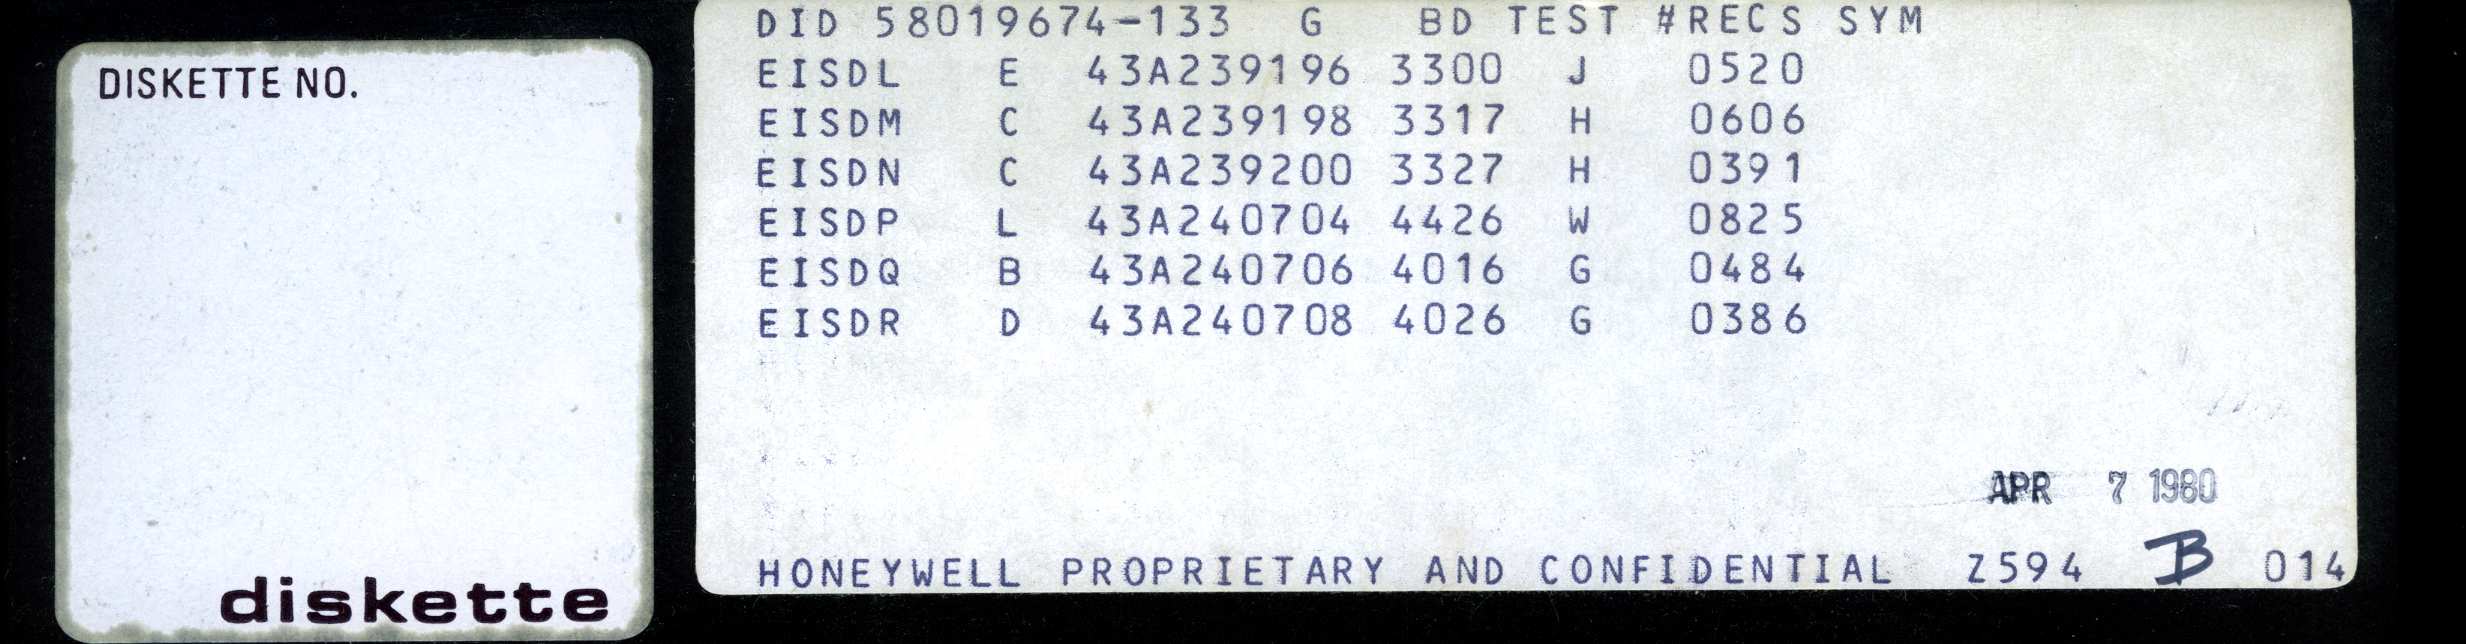 DISKETTE NO.
diskette
DID 58019674-133 G BD TEST #RECS SYM
EISDL E 43A239196 3300 J 0520
EISDM C 43A239198 3317 H 0606
EISDN C 43A239200 3327 H 0391
EISDP L 43A240704 4426 W 0825
EISDQ B 43A240706 4016 G 0484
EISDR D 43A240708 4026 G 0386
APR 7 1980
HONEYWELL PROPRIETARY AND CONFIDENTIAL Z594 B 014